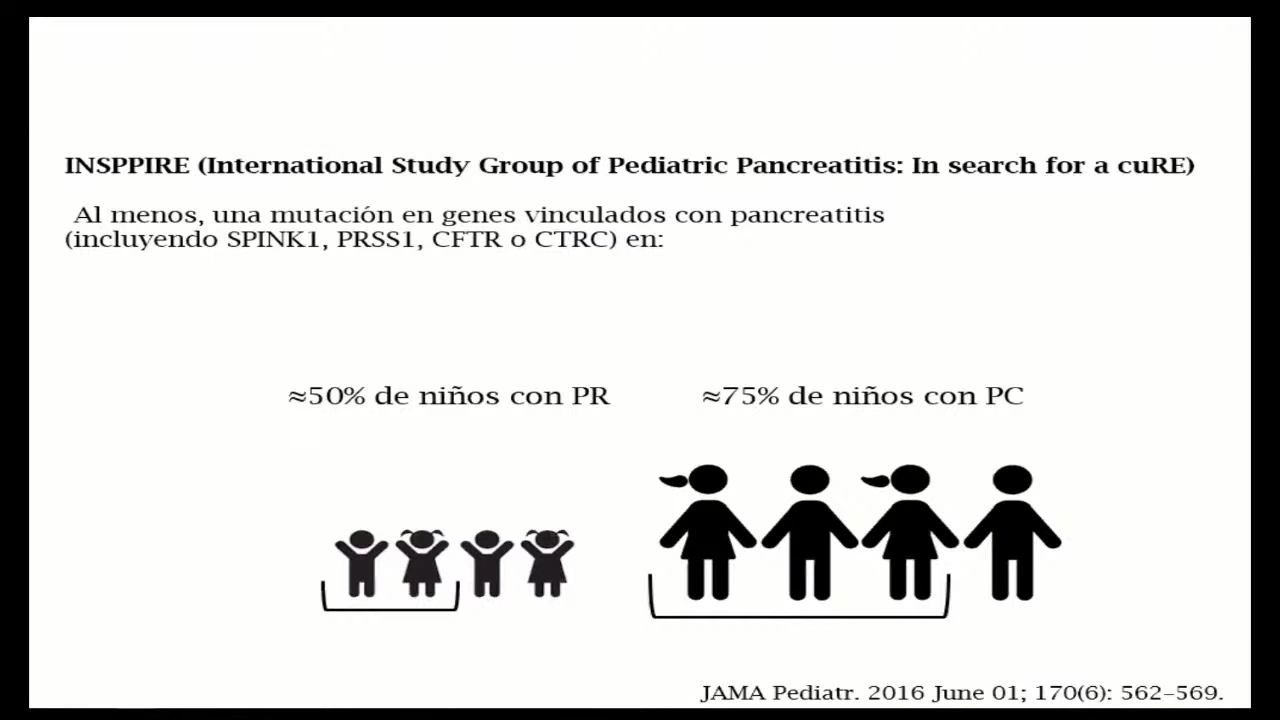 INSPPIRE (International Study Group of Pediatric Pancreatitis: In search for a cuRE)
Al menos, una mutación en genes vinculados con pancreatitis
(incluyendo SPINK1, PRSS1, CFTR o CTRC) en:
≈50% de niños con PR
≈75% de niños con PC
JAMA Pediatr. 2016 June 01; 170(6): 562–569.